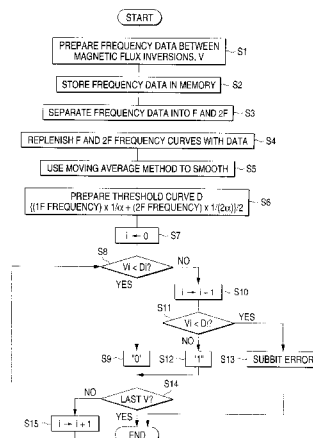 START
PREPARE FREQUENCY DATA BETWEEN
MAGNETIC FLUX INVERSIONS, V
S1
STORE FREQUENCY DATA IN MEMORY
S2
SEPARATE FREQUENCY DATA INTO F AND 2F
S3
REPLENISH F AND 2F FREQUENCY CURVES WITH DATA
S4
USE MOVING AVERAGE METHOD TO SMOOTH
S5
PREPARE THRESHOLD CURVE D
{(1F FREQUENCY) x 1/α + (2F FREQUENCY) x 1/(2α)}/2
S6
i ← 0
S7
S8
Vi < Di?
NO
YES
i ← i + 1
S10
S11
Vi < Di?
YES
NO
S9
"0"
S12
"1"
S13
SUBBIT ERROR
S14
NO
LAST V?
YES
S15
i ← i + 1
END